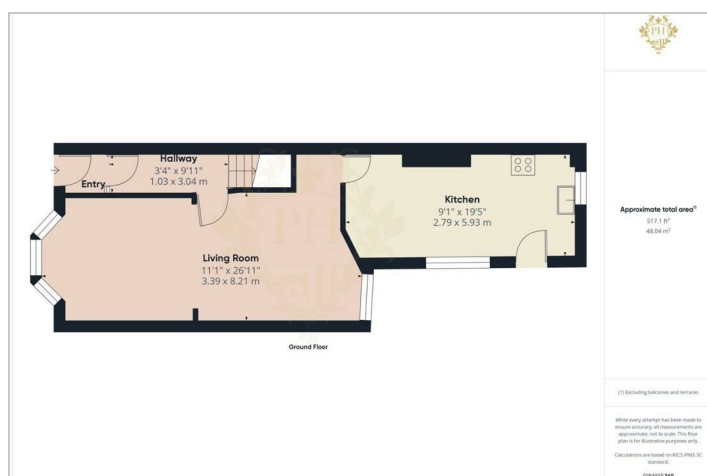 PH
Hallway
3'4" x 9'11"
1.03 x 3.04 m
Entry
Kitchen
9'1" x 19'5"
2.79 x 5.93 m
PH
Living Room
11'1" x 26'11"
3.39 x 8.21 m
Ground Floor
Approximate total area(1)
517.1 ft²
48.04 m²
(1) Excluding balconies and terraces
While every attempt has been made to
ensure accuracy, all measurements are
approximate, not to scale. This floor
plan is for illustrative purposes only.
Calculations are based on RICS IPMS 3C
standard.
GIRAFFE360